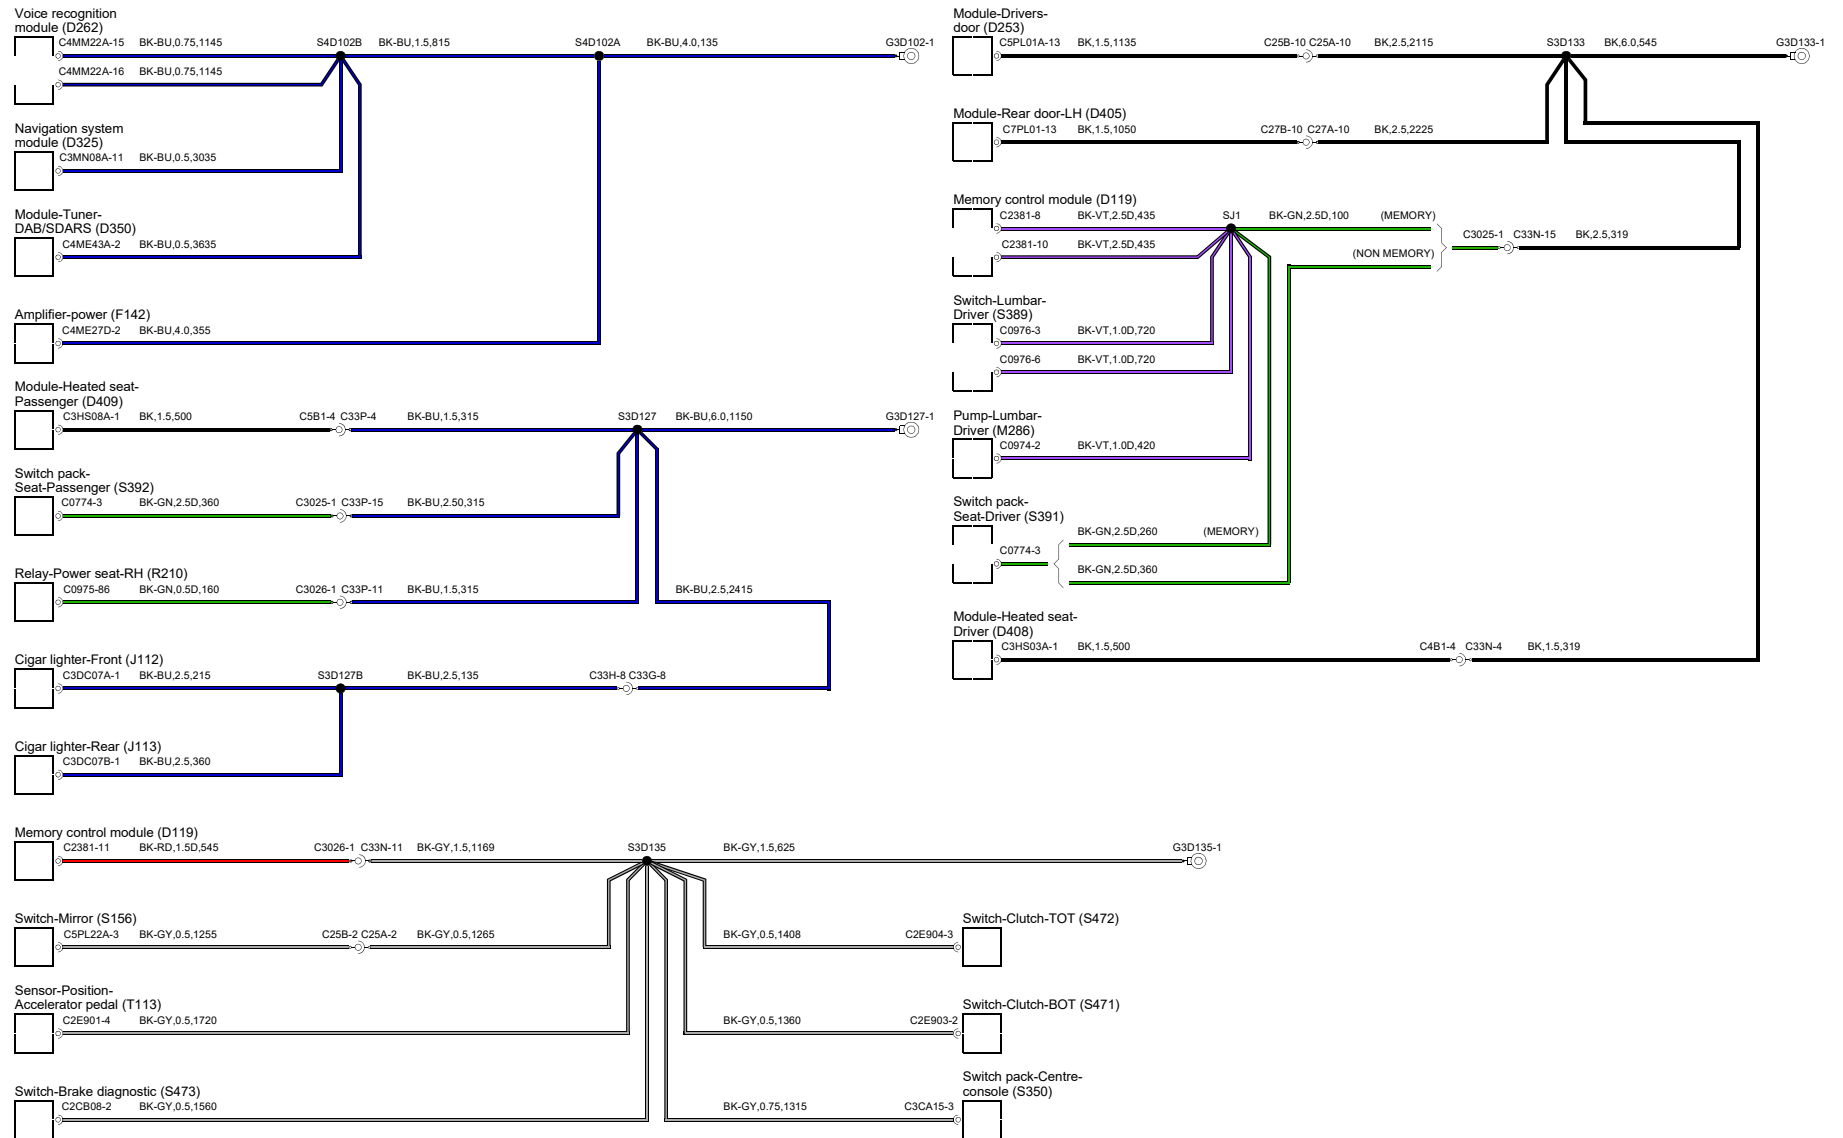 Voice recognition
module (D262)
C4MM22A-15 BK-BU,0.75,1145 S4D102B BK-BU,1.5,815 S4D102A BK-BU,4.0,135 G3D102-1
C4MM22A-16 BK-BU,0.75,1145
Navigation system
module (D325)
C3MN08A-11 BK-BU,0.5,3035
Module-Tuner-
DAB/SDARS (D350)
C4ME43A-2 BK-BU,0.5,3635
Amplifier-power (F142)
C4ME27D-2 BK-BU,4.0,355
Module-Heated seat-
Passenger (D409)
C3HS08A-1 BK,1.5,500 C5B1-4 C33P-4 BK-BU,1.5,315 S3D127 BK-BU,6.0,1150 G3D127-1
Switch pack-
Seat-Passenger (S392)
C0774-3 BK-GN,2.5D,360 C3025-1 C33P-15 BK-BU,2.50,315
Relay-Power seat-RH (R210)
C0975-86 BK-GN,0.5D,160 C3026-1 C33P-11 BK-BU,1.5,315 BK-BU,2.5,2415
Cigar lighter-Front (J112)
C3DC07A-1 BK-BU,2.5,215 S3D127B BK-BU,2.5,135 C33H-8 C33G-8
Cigar lighter-Rear (J113)
C3DC07B-1 BK-BU,2.5,360
Module-Drivers-
door (D253)
C5PL01A-13 BK,1.5,1135 C25B-10 C25A-10 BK,2.5,2115 S3D133 BK,6.0,545 G3D133-1
Module-Rear door-LH (D405)
C7PL01-13 BK,1.5,1050 C27B-10 C27A-10 BK,2.5,2225
Memory control module (D119)
C2381-8 BK-VT,2.5D,435 SJ1 BK-GN,2.5D,100 (MEMORY)
C3025-1 C33N-15 BK,2.5,319
C2381-10 BK-VT,2.5D,435 (NON MEMORY)
Switch-Lumbar-
Driver (S389)
C0976-3 BK-VT,1.0D,720
C0976-6 BK-VT,1.0D,720
Pump-Lumbar-
Driver (M286)
C0974-2 BK-VT,1.0D,420
Switch pack-
Seat-Driver (S391)
BK-GN,2.5D,260 (MEMORY)
C0774-3
BK-GN,2.5D,360
Module-Heated seat-
Driver (D408)
C3HS03A-1 BK,1.5,500 C4B1-4 C33N-4 BK,1.5,319
Memory control module (D119)
C2381-11 BK-RD,1.5D,545 C3026-1 C33N-11 BK-GY,1.5,1169 S3D135 BK-GY,1.5,625 G3D135-1
Switch-Mirror (S156)
C5PL22A-3 BK-GY,0.5,1255 C25B-2 C25A-2 BK-GY,0.5,1265
Sensor-Position-
Accelerator pedal (T113)
C2E901-4 BK-GY,0.5,1720
Switch-Brake diagnostic (S473)
C2CB08-2 BK-GY,0.5,1560
Switch-Clutch-TOT (S472)
BK-GY,0.5,1408 C2E904-3
Switch-Clutch-BOT (S471)
BK-GY,0.5,1360 C2E903-2
Switch pack-Centre-
console (S350)
BK-GY,0.75,1315 C3CA15-3